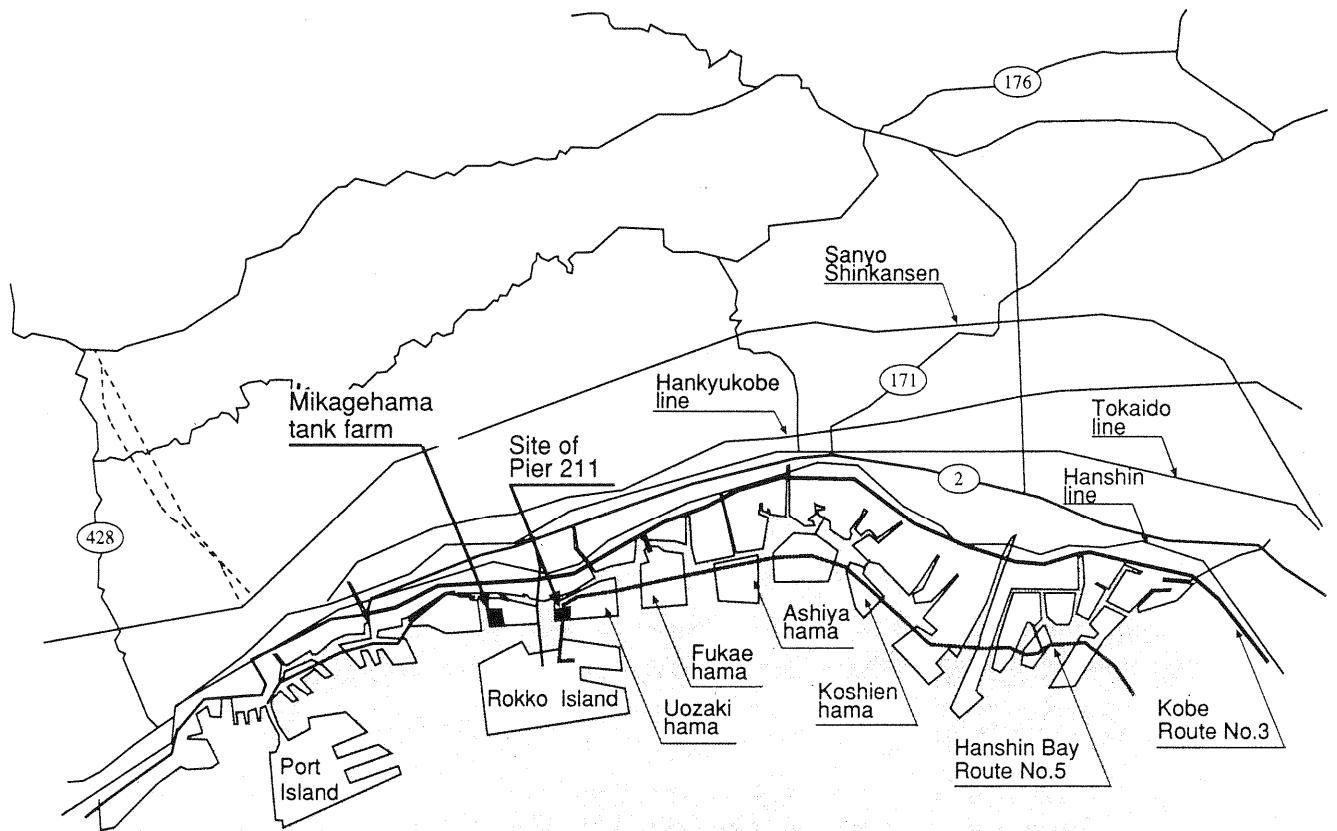 176
Sanyo
Shinkansen
171
Hankyukobe
line
Mikagehama
tank farm
Tokaido
line
Site of
Pier 211
2
Hanshin
line
428
Ashiya
hama
Fukae
hama
Rokko Island
Koshien
hama
Uozaki
hama
Kobe
Route No.3
Hanshin Bay
Route No.5
Port
Island